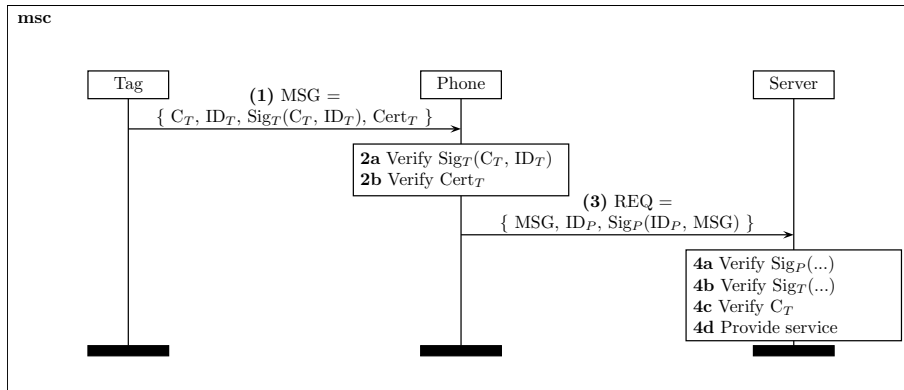 msc
Tag
Phone
Server
(1) MSG =
{ C_T, ID_T, Sig_T(C_T, ID_T), Cert_T }
2a Verify Sig_T(C_T, ID_T)
2b Verify Cert_T
(3) REQ =
{ MSG, ID_P, Sig_P(ID_P, MSG) }
4a Verify Sig_P(...)
4b Verify Sig_T(...)
4c Verify C_T
4d Provide service